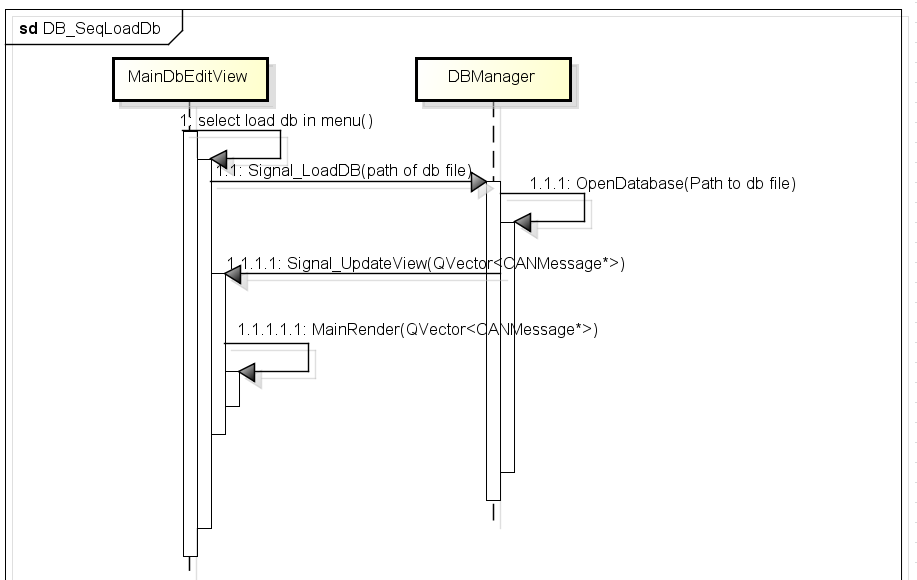 sd DB_SeqLoadDb
MainDbEditView
DBManager
1: select load db in menu()
1.1: Signal_LoadDB(path of db file)
1.1.1: OpenDatabase(Path to db file)
1.1.1.1: Signal_UpdateView(QVector<CANMessage*>)
1.1.1.1.1: MainRender(QVector<CANMessage*>)